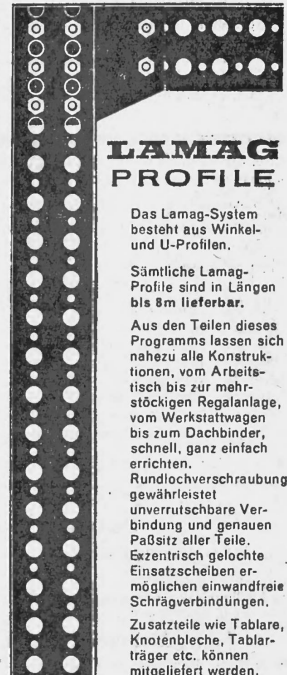 LAMAG
PROFILE
Das Lamag-System
besteht aus Winkel-
und U-Profilen.
Sämtliche Lamag-
Profile sind in Längen
bis 8m lieferbar.
Aus den Teilen dieses
Programms lassen sich
nahezu alle Konstruk-
tionen, vom Arbeits-
tisch bis zur mehr-
stöckigen Regalanlage,
vom Werkstattwagen
bis zum Dachbinder,
schnell, ganz einfach
errichten.
Rundlochverschraubung
gewährleistet
unverrutschbare Ver-
bindung und genauen
Paßsitz aller Teile.
Exzentrisch gelochte
Einsatzscheiben er-
möglichen einwandfreie
Schrägverbindungen.
Zusatzteile wie Tablare,
Knotenbleche, Tablar-
träger etc. können
mitgeliefert werden.